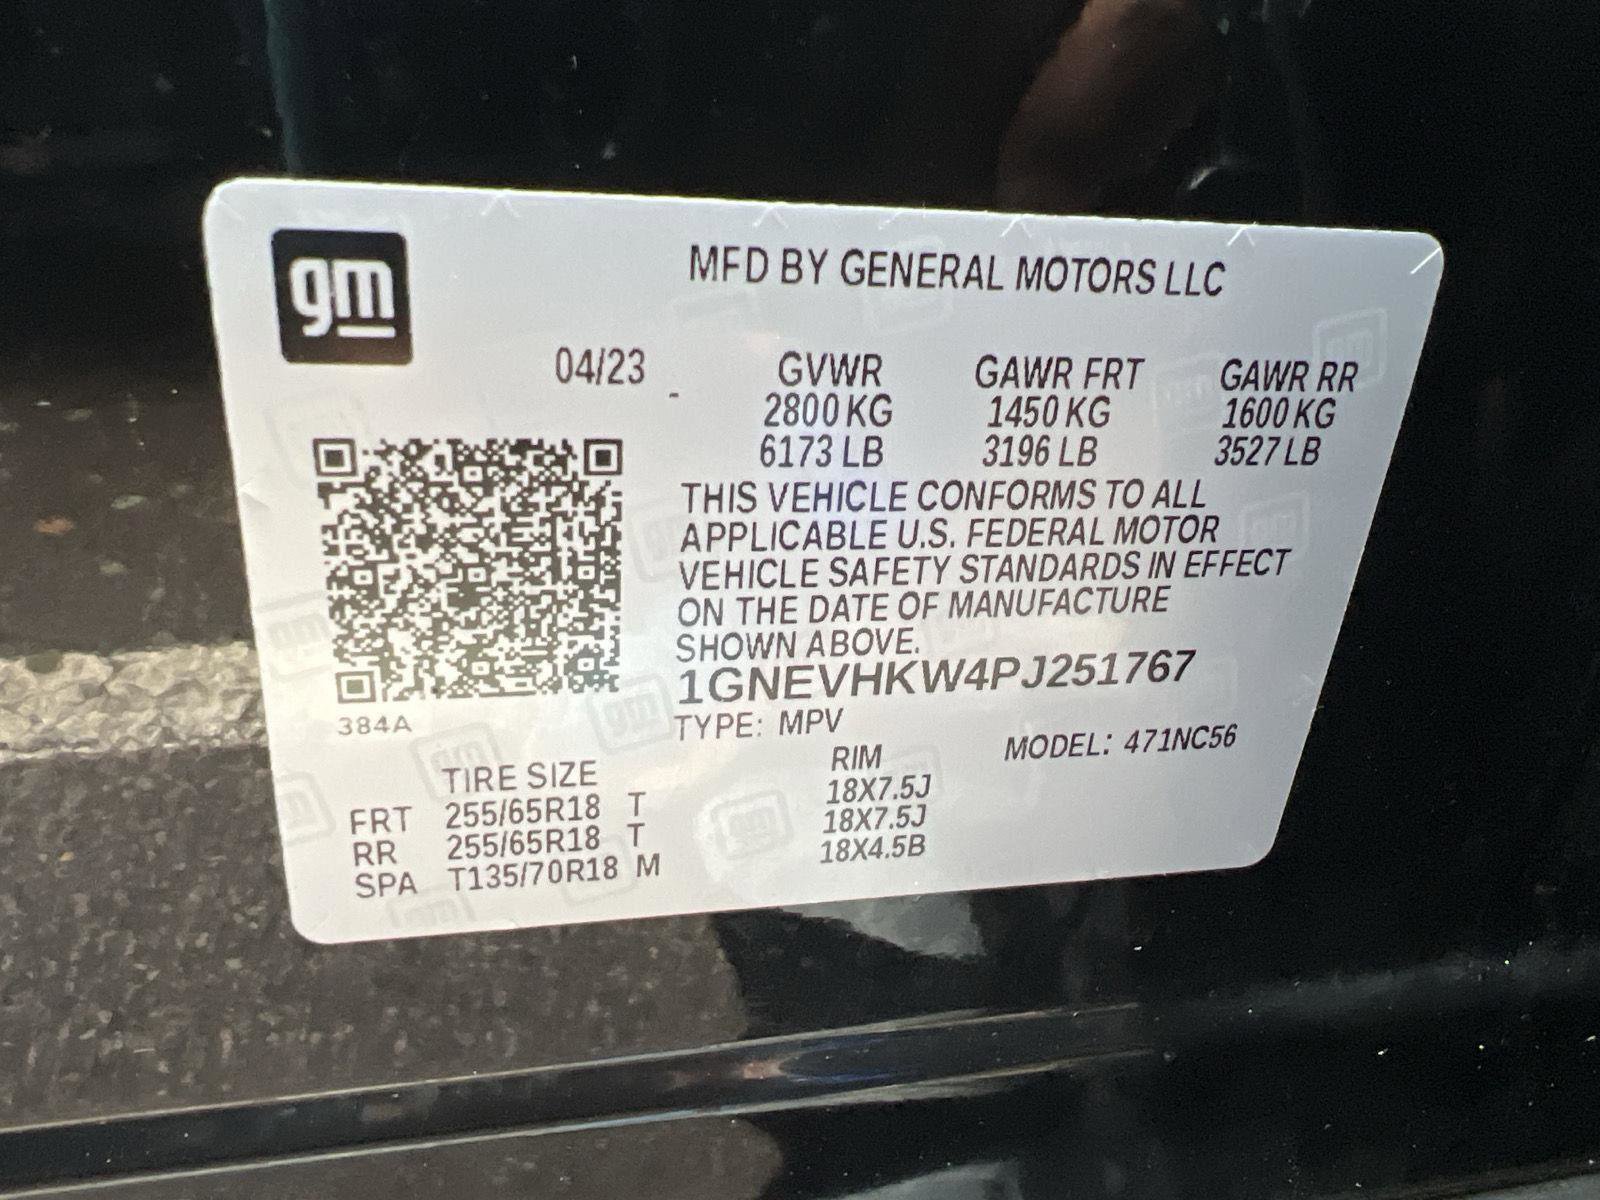 gm
MFD BY GENERAL MOTORS LLC
04/23 GVWR GAWR FRT GAWR RR
2800 KG 1450 KG 1600 KG
6173 LB 3196 LB 3527 LB
THIS VEHICLE CONFORMS TO ALL
APPLICABLE U.S. FEDERAL MOTOR
VEHICLE SAFETY STANDARDS IN EFFECT
ON THE DATE OF MANUFACTURE
SHOWN ABOVE.
1GNEVHKW4PJ251767
384A
TYPE: MPV MODEL: 471NC56
TIRE SIZE RIM
FRT 255/65R18 T 18X7.5J
RR 255/65R18 T 18X7.5J
SPA T135/70R18 M 18X4.5B